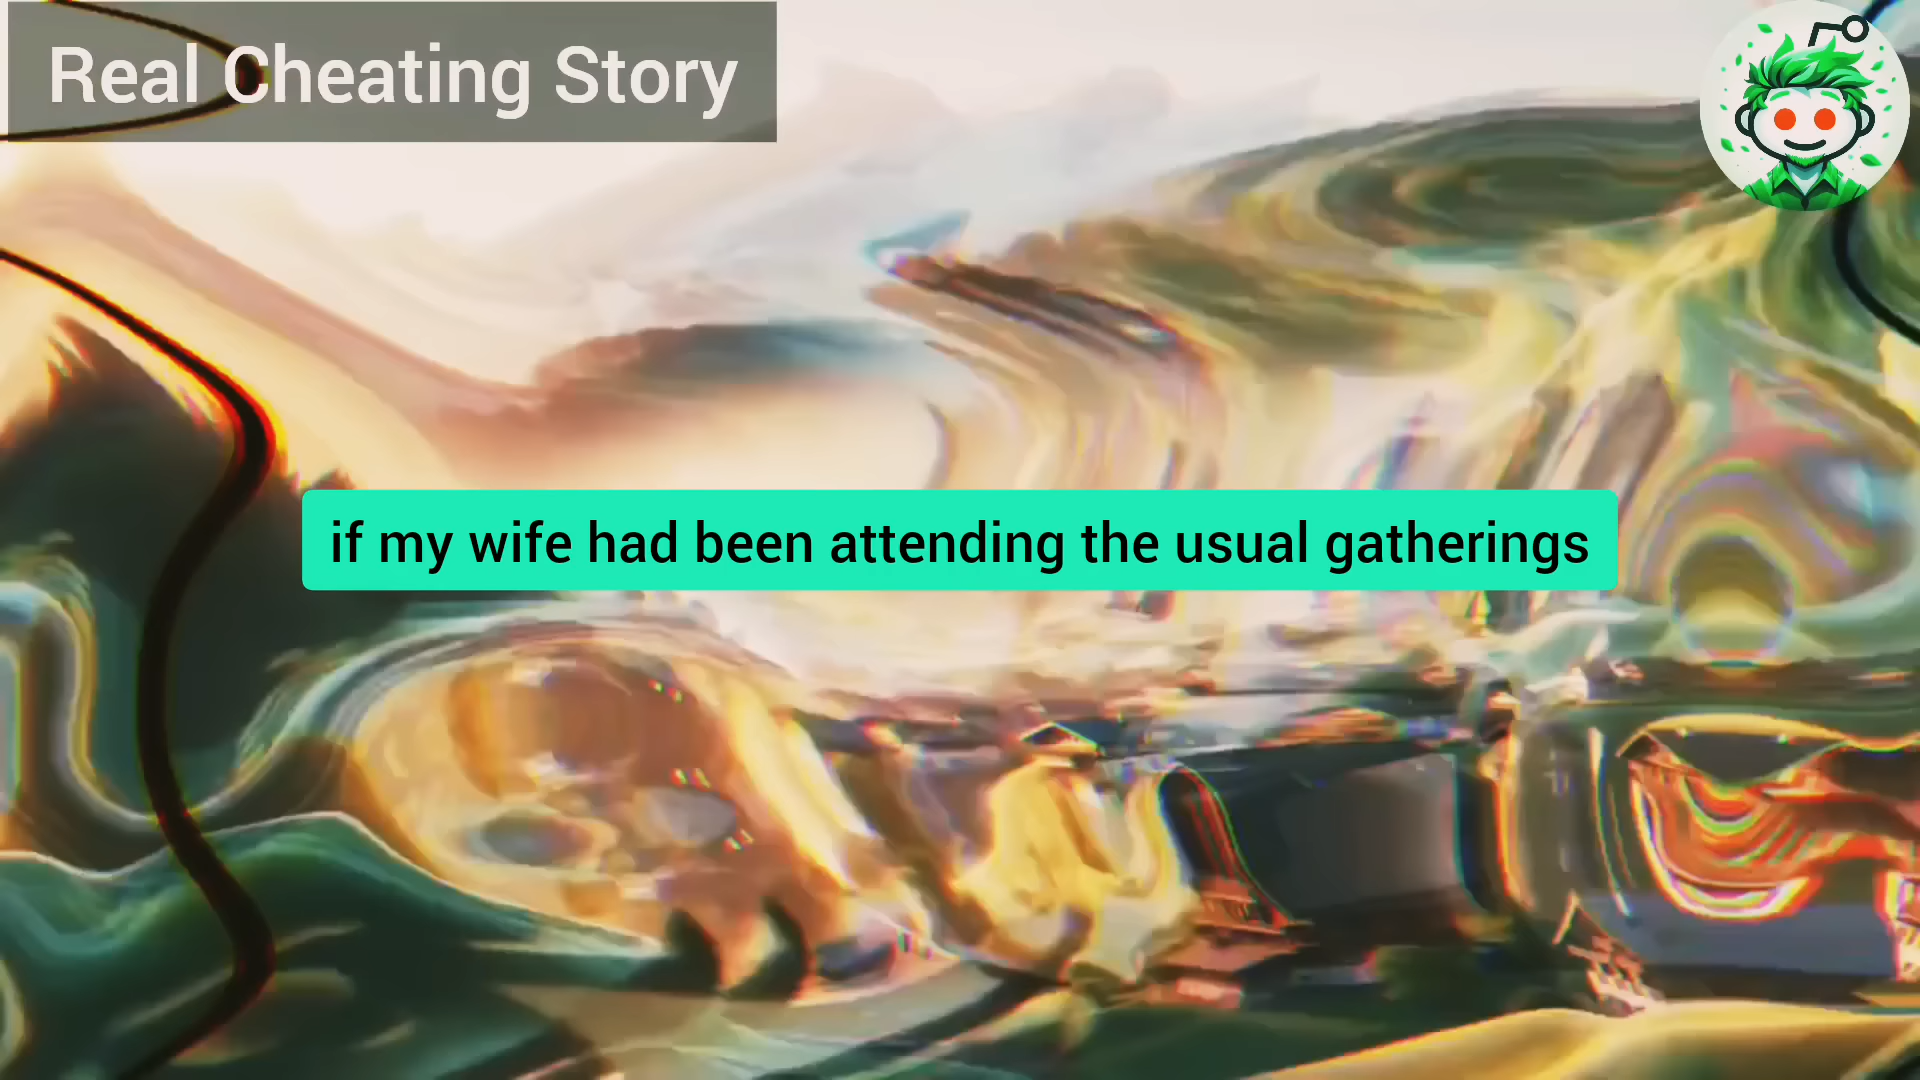 Real Cheating Story
if my wife had been attending the usual gatherings